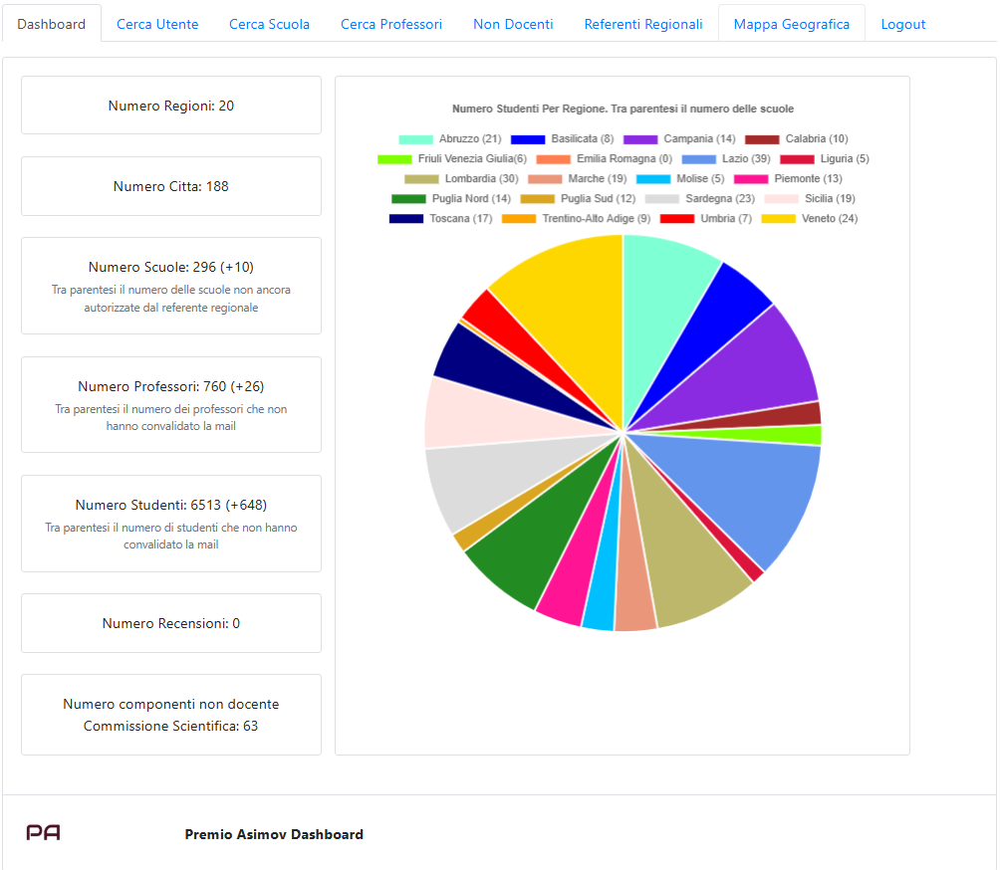 Dashboard Cerca Utente Cerca Scuola Cerca Professori Non Docenti Referenti Regionali Mappa Geografica Logout
Numero Regioni: 20
Numero Citta: 188
Numero Scuole: 296 (+10)
Tra parentesi il numero delle scuole non ancora
autorizzate dal referente regionale
Numero Professori: 760 (+26)
Tra parentesi il numero dei professori che non
hanno convalidato la mail
Numero Studenti: 6513 (+648)
Tra parentesi il numero di studenti che non hanno
convalidato la mail
Numero Recensioni: 0
Numero componenti non docente
Commissione Scientifica: 63
Numero Studenti Per Regione. Tra parentesi il numero delle scuole
Abruzzo (21) Basilicata (8) Campania (14) Calabria (10)
Friuli Venezia Giulia(6) Emilia Romagna (0) Lazio (39) Liguria (5)
Lombardia (30) Marche (19) Molise (5) Piemonte (13)
Puglia Nord (14) Puglia Sud (12) Sardegna (23) Sicilia (19)
Toscana (17) Trentino-Alto Adige (9) Umbria (7) Veneto (24)
PA Premio Asimov Dashboard